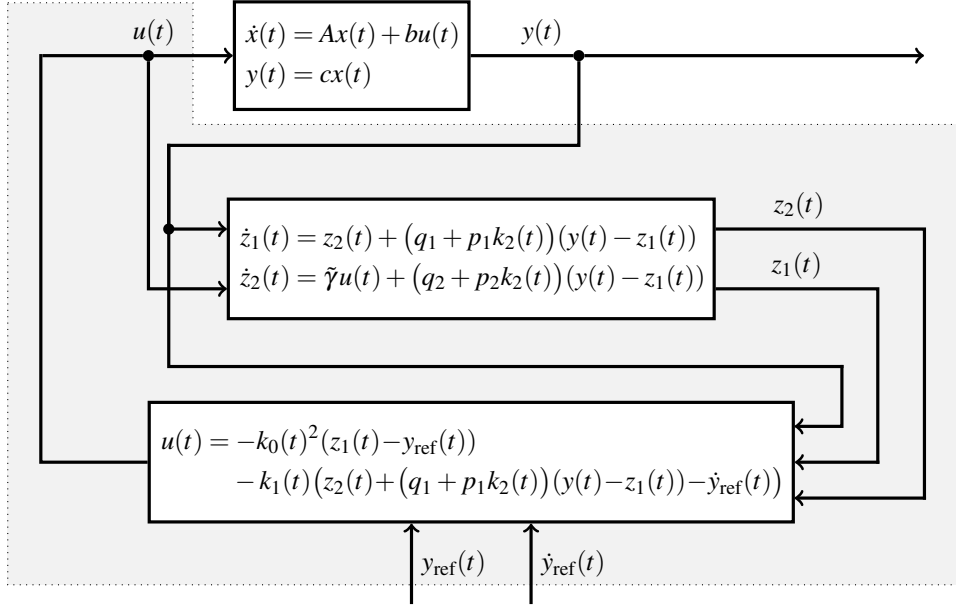 u(t)
ẋ(t) = Ax(t) + bu(t)
y(t) = cx(t)
y(t)
ż₁(t) = z₂(t) + (q₁ + p₁k₂(t))(y(t) − z₁(t))
ż₂(t) = γ̃u(t) + (q₂ + p₂k₂(t))(y(t) − z₁(t))
z₂(t)
z₁(t)
u(t) = −k₀(t)²(z₁(t)−y_ref(t))
− k₁(t)(z₂(t)+(q₁ + p₁k₂(t))(y(t)−z₁(t))−ẏ_ref(t))
y_ref(t)
ẏ_ref(t)